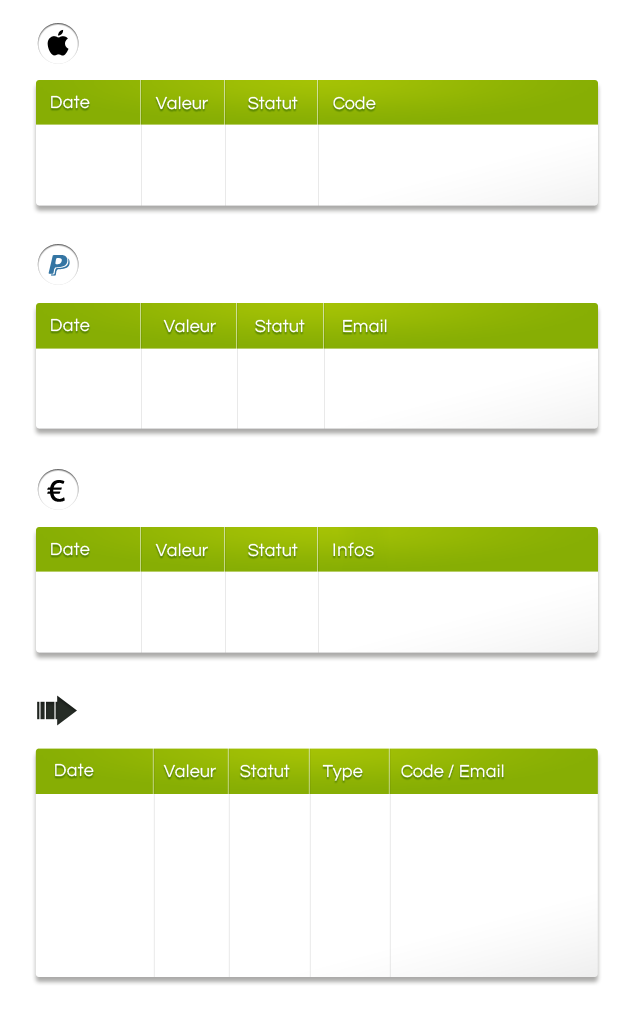 Date Valeur Statut Code
Date Valeur Statut Email
€
Date Valeur Statut Infos
Date Valeur Statut Type Code / Email